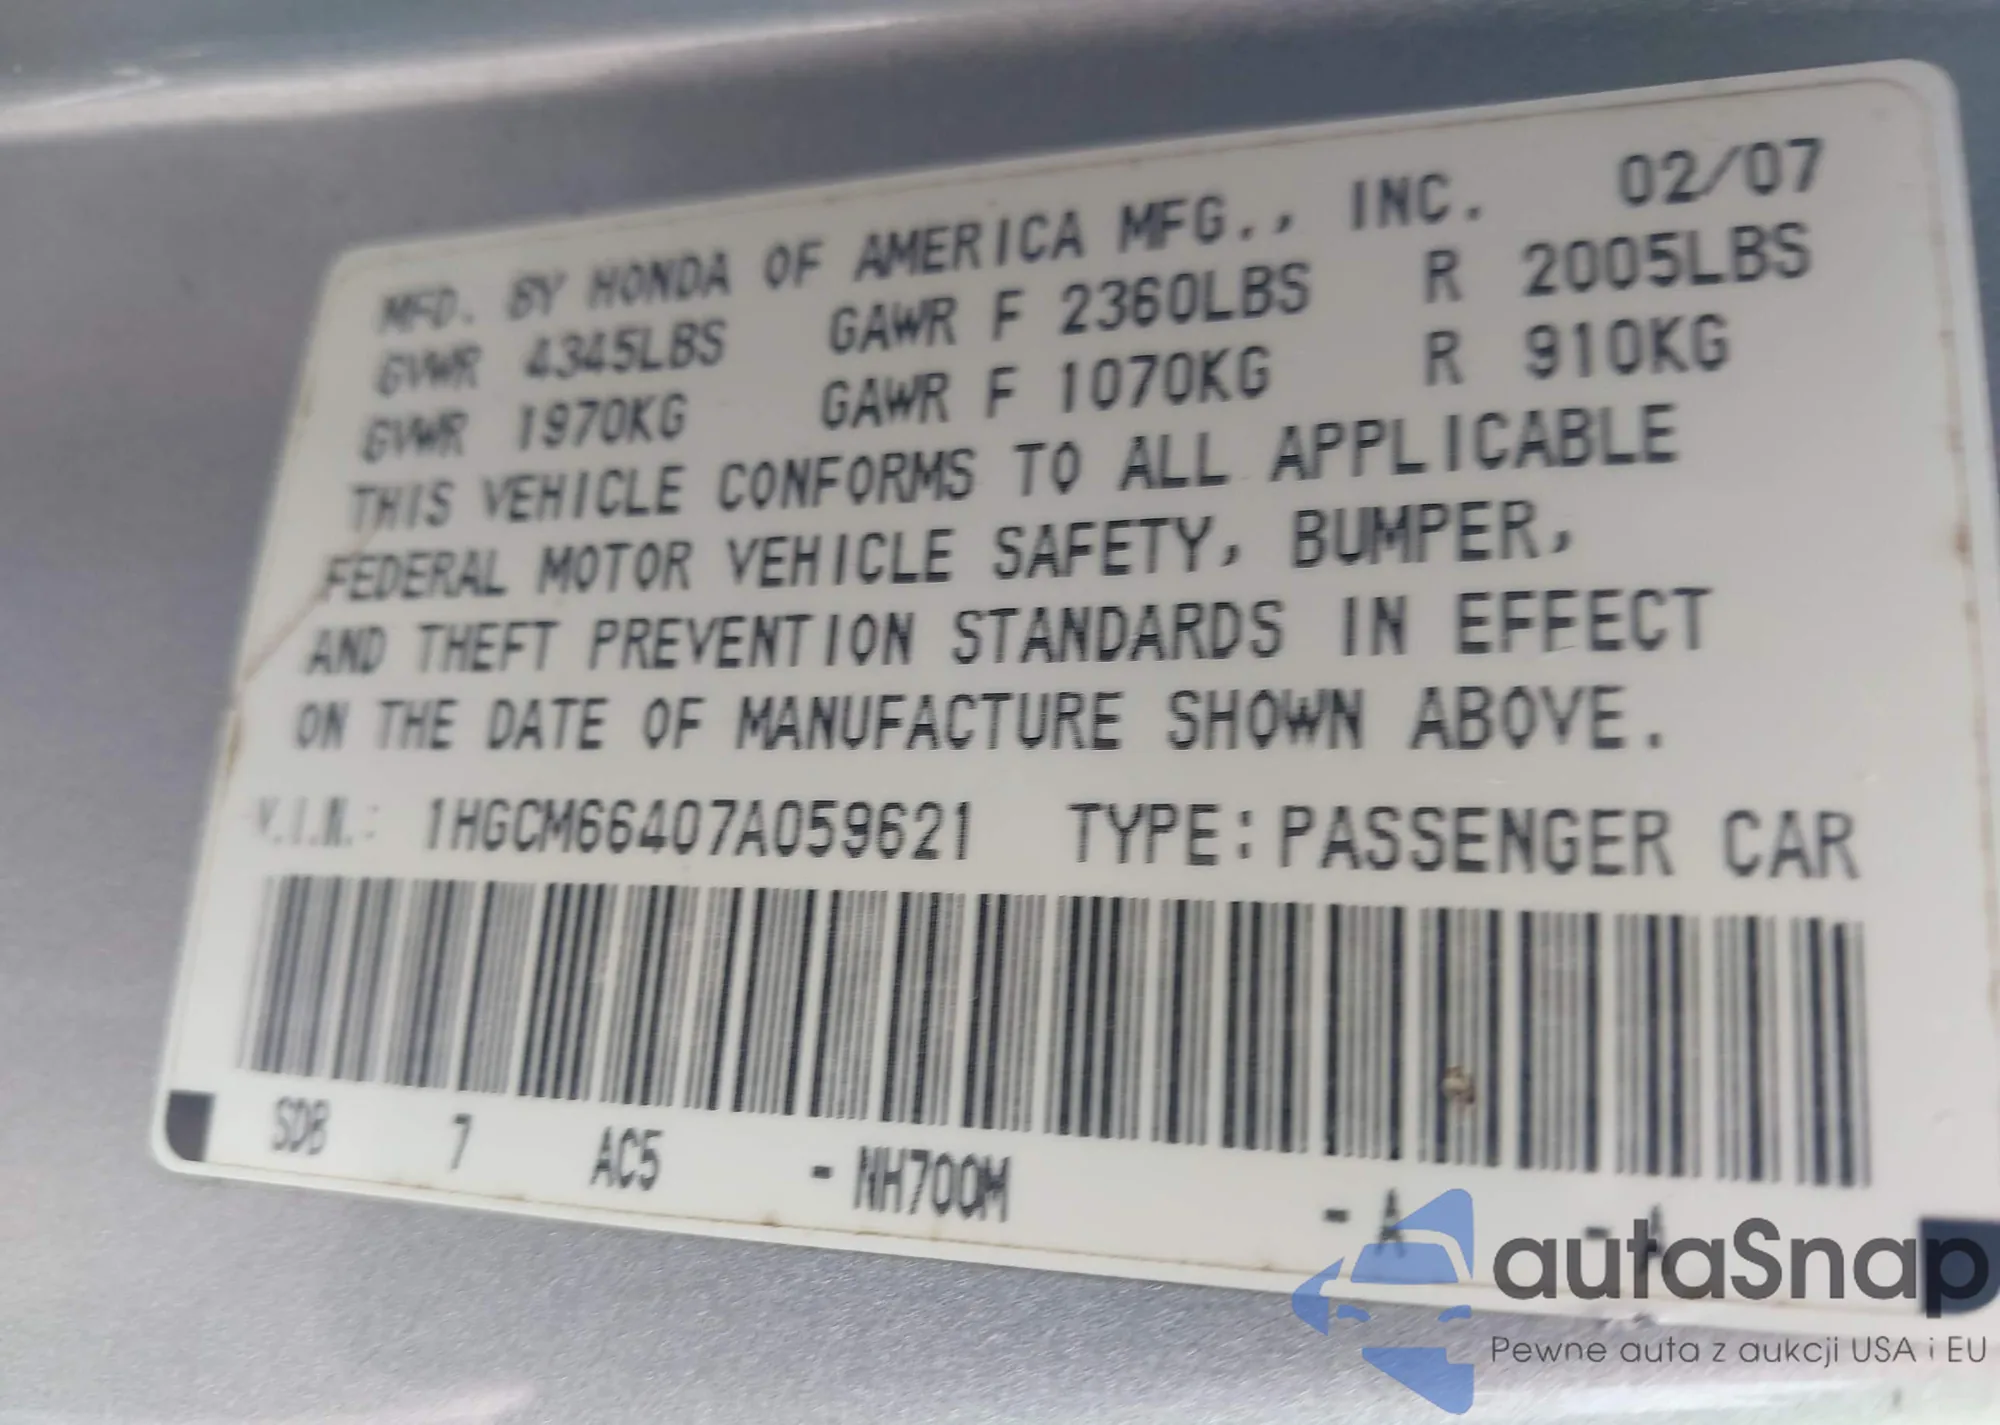 MFD. BY HONDA OF AMERICA MFG., INC. 02/07
GVWR 4345LBS GAWR F 2360LBS R 2005LBS
GVWR 1970KG GAWR F 1070KG R 910KG
THIS VEHICLE CONFORMS TO ALL APPLICABLE
FEDERAL MOTOR VEHICLE SAFETY, BUMPER,
AND THEFT PREVENTION STANDARDS IN EFFECT
ON THE DATE OF MANUFACTURE SHOWN ABOVE.
V.I.N.: 1HGCM66407A059621 TYPE: PASSENGER CAR
SDB 7 AC5 - NH700M - A - A
autaSnap
Pewne auta z aukcji USA i EU